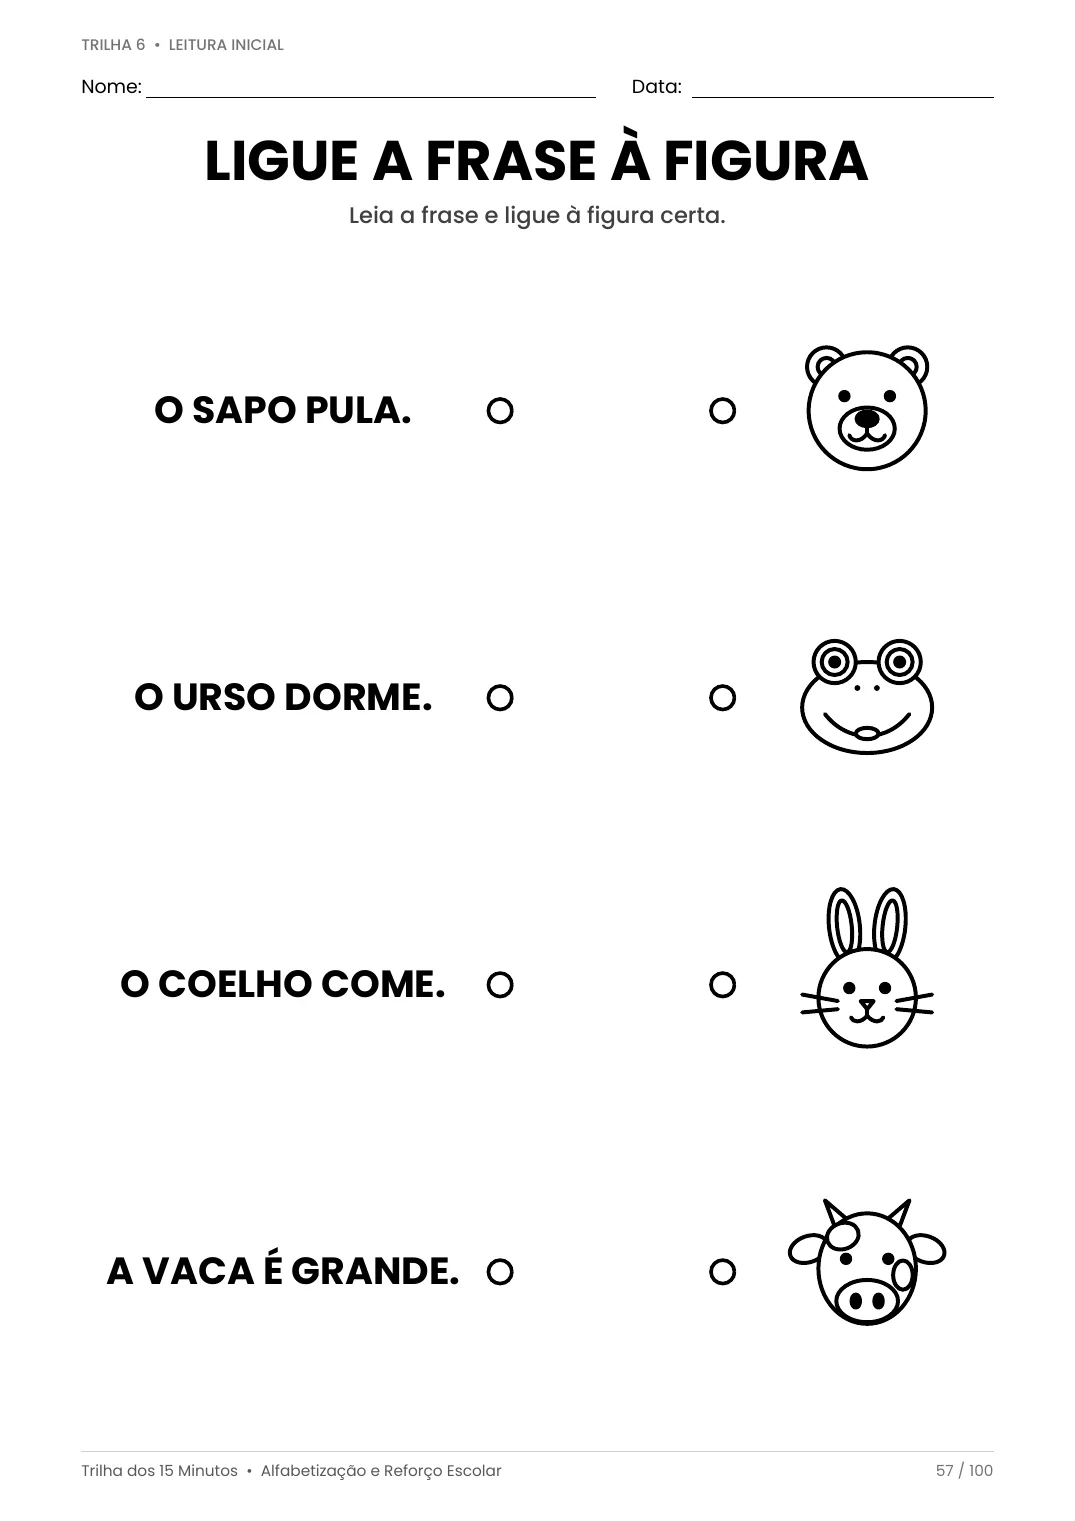 TRILHA 6 • LEITURA INICIAL
Nome: Data:
LIGUE A FRASE À FIGURA
Leia a frase e ligue à figura certa.
O SAPO PULA.
O URSO DORME.
O COELHO COME.
A VACA É GRANDE.
Trilha dos 15 Minutos • Alfabetização e Reforço Escolar 57 / 100